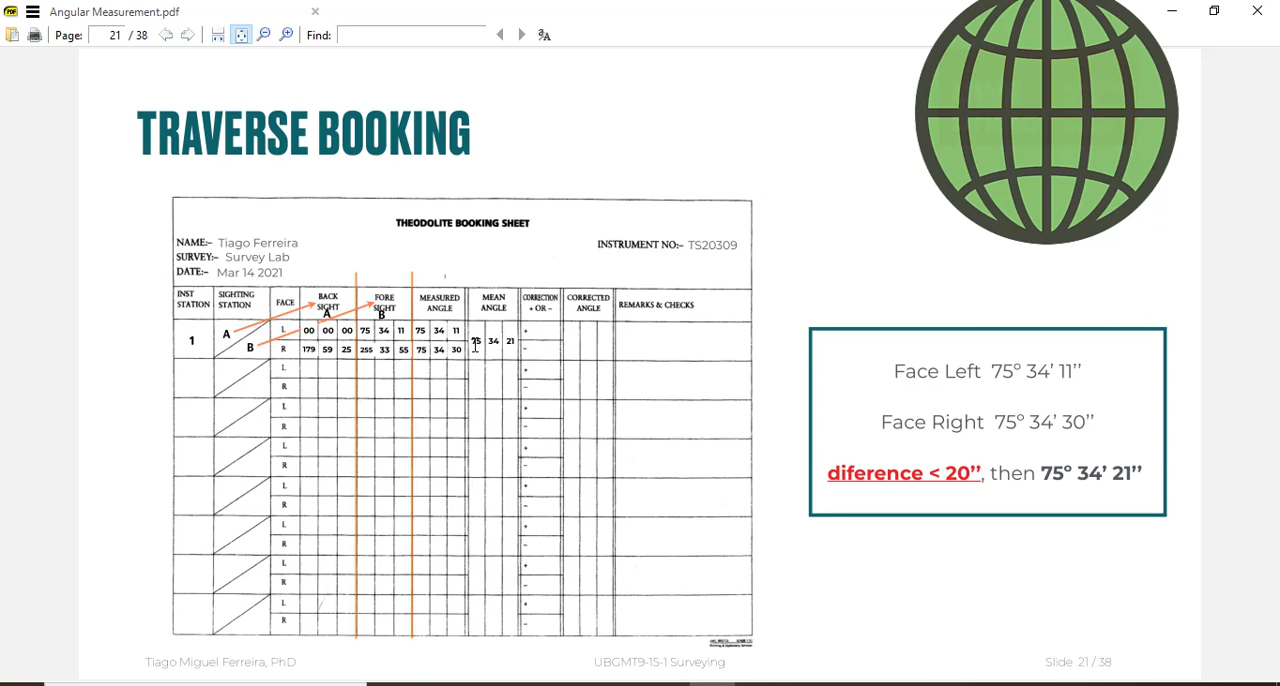 Angular Measurement.pdf
Page: 21 / 38 Find:
TRAVERSE BOOKING
THEODOLITE BOOKING SHEET
NAME:- Tiago Ferreira INSTRUMENT NO:- TS20309
SURVEY:- Survey Lab
DATE:- Mar 14 2021
INST STATION SIGHTING STATION FACE BACK SIGHT FORE SIGHT MEASURED ANGLE MEAN ANGLE CORRECTION + OR - CORRECTED ANGLE REMARKS & CHECKS
A B
1 A L 00 00 00 75 34 11 75 34 11 75 34 21 +
B R 179 59 25 255 33 55 75 34 30 -
L +
R -
L +
R -
L +
R -
L +
R -
L +
R -
L +
R -
L +
R -
Face Left 75º 34’ 11’’
Face Right 75º 34’ 30’’
diference < 20’’, then 75º 34’ 21’’
Tiago Miguel Ferreira, PhD UBGMT9-15-1 Surveying Slide 21 / 38